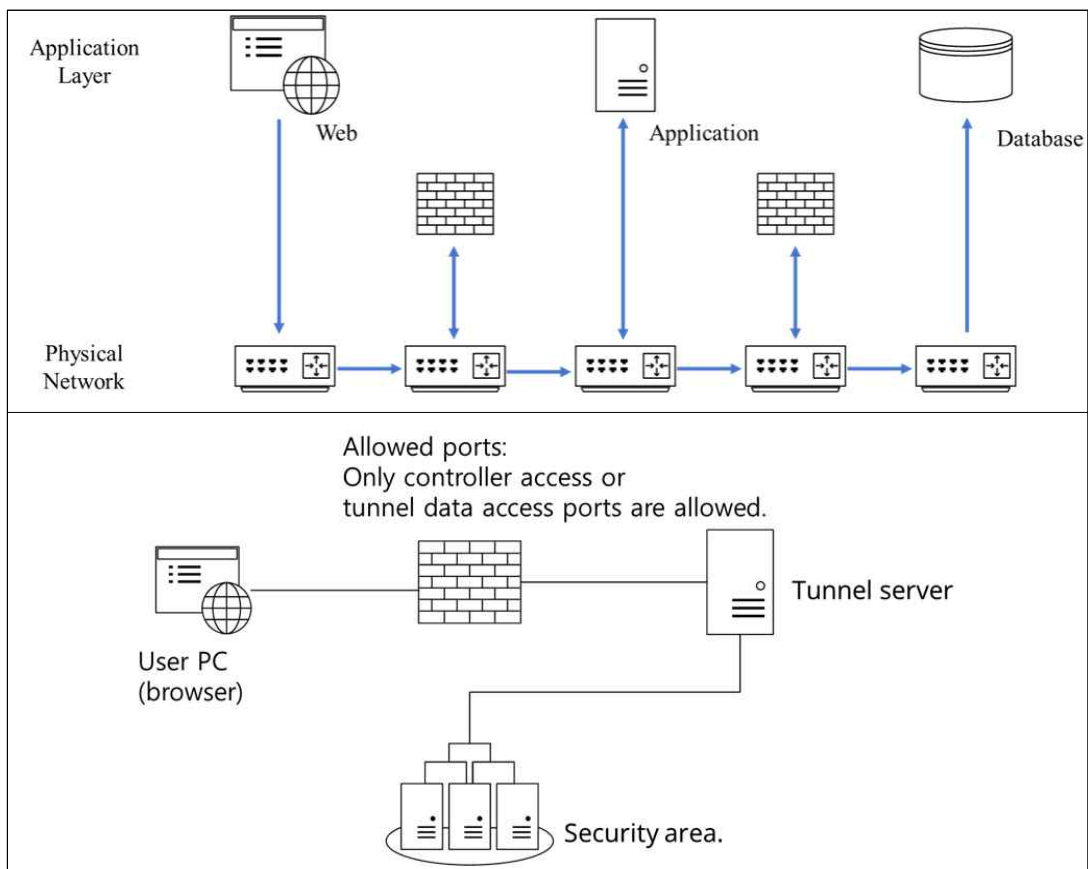 Application
Layer
Web
Application
Database
Physical
Network
Allowed ports:
Only controller access or
tunnel data access ports are allowed.
Tunnel server
User PC
(browser)
Security area.